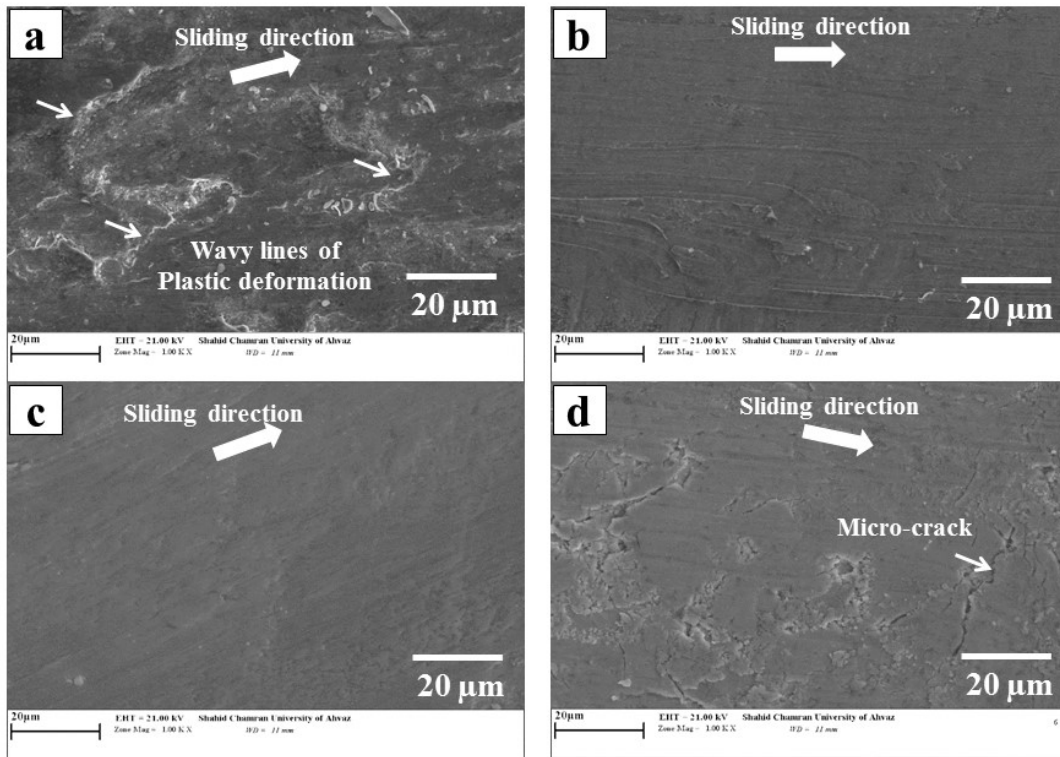 a
Sliding direction
Wavy lines of
Plastic deformation
20 µm
20µm
EHT = 21.00 kV Shahid Chamran University of Ahvaz
Zone Mag = 1.00 K X WD = 11 mm
b
Sliding direction
20 µm
20µm
EHT = 21.00 kV Shahid Chamran University of Ahvaz
Zone Mag = 1.00 K X WD = 11 mm
c
Sliding direction
20 µm
20µm
EHT = 21.00 kV Shahid Chamran University of Ahvaz
Zone Mag = 1.00 K X WD = 11 mm
d
Sliding direction
Micro-crack
20 µm
20µm
EHT = 21.00 kV Shahid Chamran University of Ahvaz
Zone Mag = 1.00 K X WD = 11 mm
6